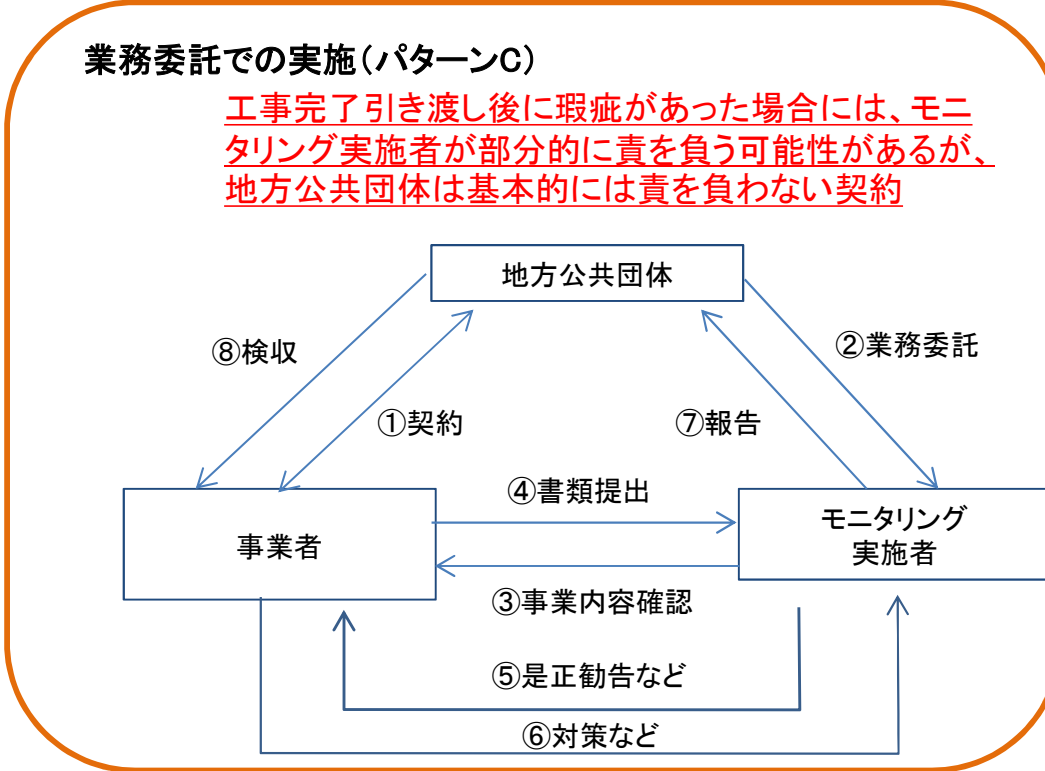 業務委託での実施(パターンC)
工事完了引き渡し後に瑕疵があった場合には、モニ
タリング実施者が部分的に責を負う可能性があるが、
地方公共団体は基本的には責を負わない契約
地方公共団体
⑧検収
②業務委託
①契約
⑦報告
④書類提出
事業者
モニタリング
実施者
③事業内容確認
⑤是正勧告など
⑥対策など